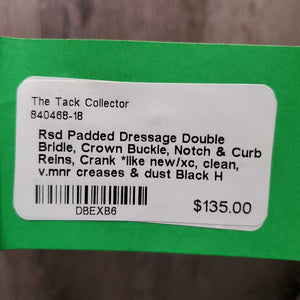 The Tack Collector
840468-18
Rsd Padded Dressage Double
Bridle, Crown Buckle, Notch & Curb
Reins, Crank *like new/xc, clean,
v.mnr creases & dust Black H
DBEXB6
$135.00